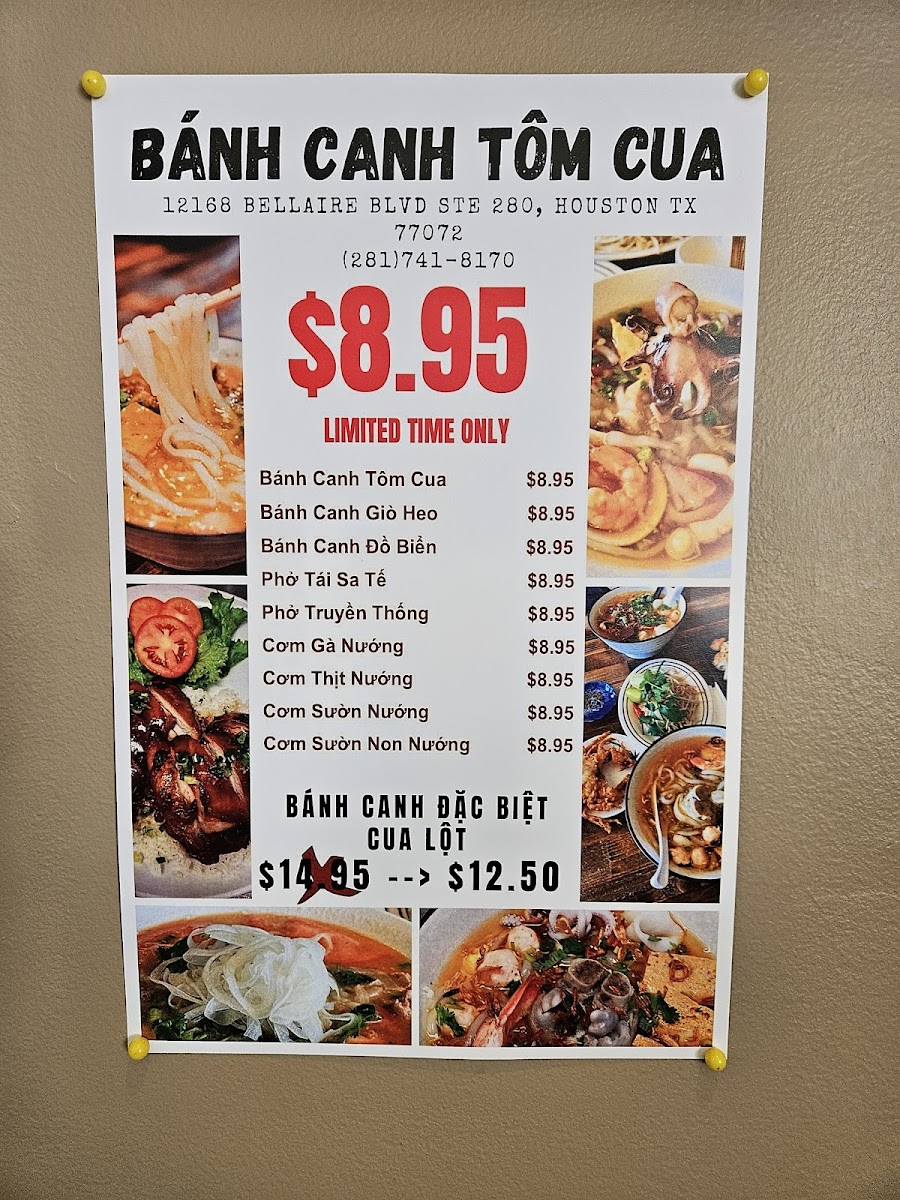 BÁNH CANH TÔM CUA
12168 BELLAIRE BLVD STE 280, HOUSTON TX
77072
(281)741-8170
$8.95
LIMITED TIME ONLY
Bánh Canh Tôm Cua $8.95
Bánh Canh Giò Heo $8.95
Bánh Canh Đồ Biển $8.95
Phở Tái Sa Tế $8.95
Phở Truyền Thống $8.95
Cơm Gà Nướng $8.95
Cơm Thịt Nướng $8.95
Cơm Sườn Nướng $8.95
Cơm Sườn Non Nướng $8.95
BÁNH CANH ĐẶC BIỆT
CUA LỘT
$14.95 --> $12.50